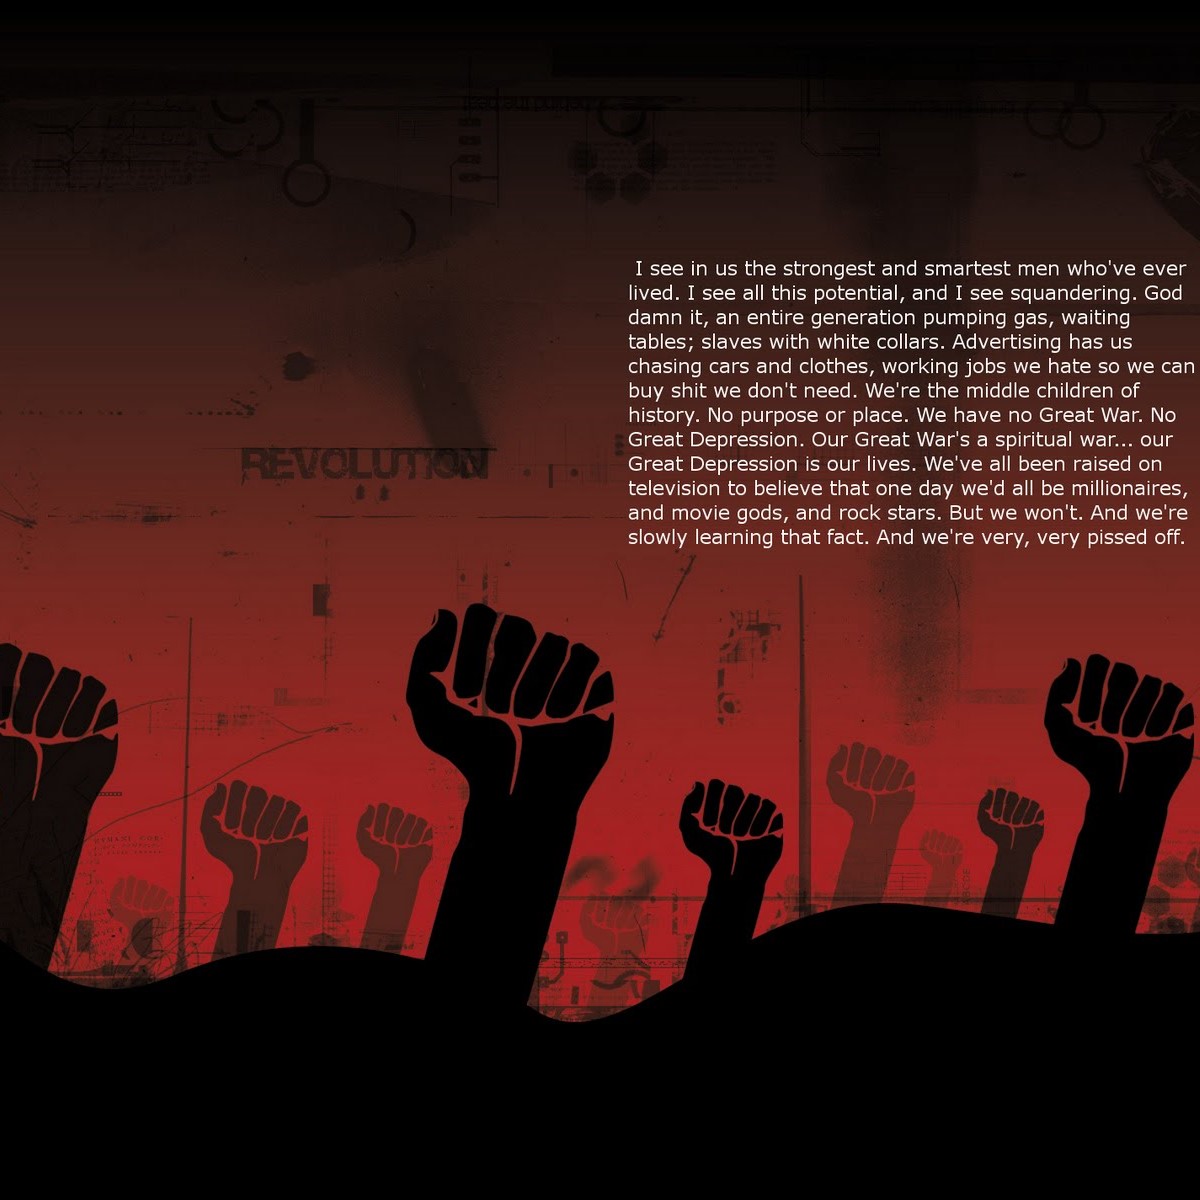 I see in us the strongest and smartest men who've ever
lived. I see all this potential, and I see squandering. God
damn it, an entire generation pumping gas, waiting
tables; slaves with white collars. Advertising has us
chasing cars and clothes, working jobs we hate so we can
buy shit we don't need. We're the middle children of
history. No purpose or place. We have no Great War. No
Great Depression. Our Great War's a spiritual war... our
Great Depression is our lives. We've all been raised on
television to believe that one day we'd all be millionaires,
and movie gods, and rock stars. But we won't. And we're
slowly learning that fact. And we're very, very pissed off.
REVOLUTION